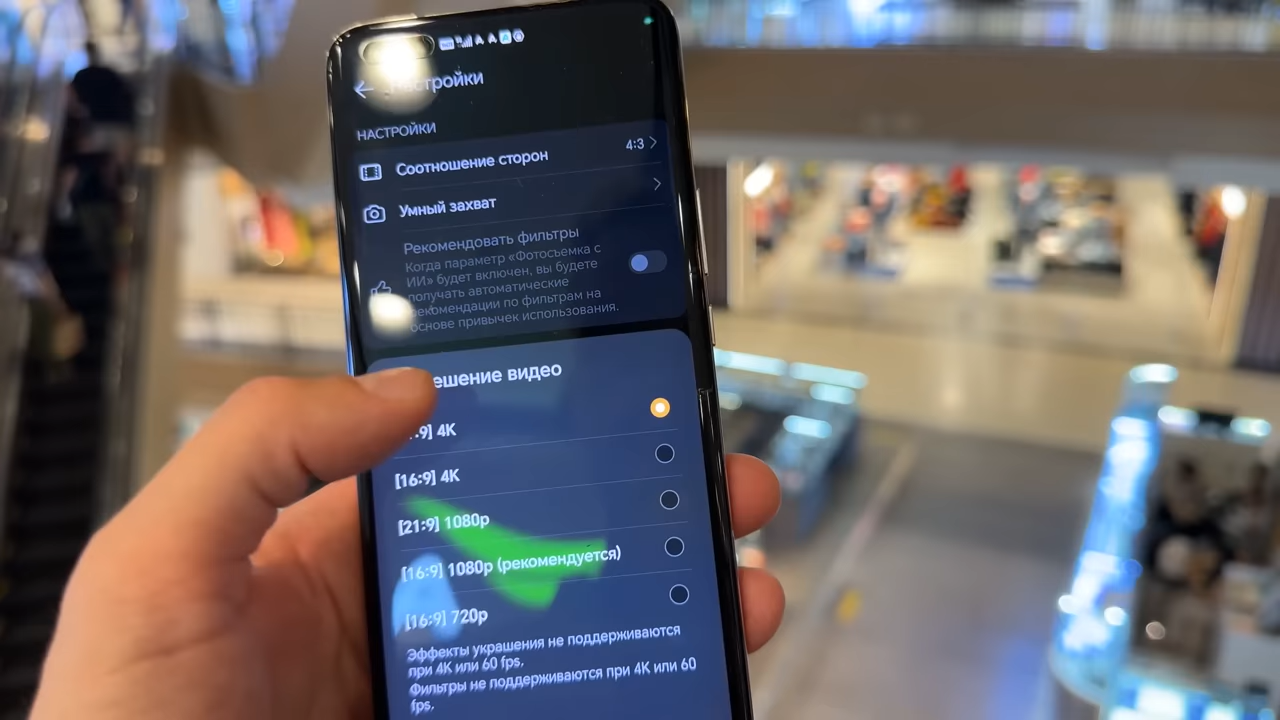 НАСТРОЙКИ
Соотношение сторон
4:3
Умный захват
Рекомендовать фильтры
Когда параметр «Фотосъемка с
ИИ» будет включен, вы будете
получать автоматические
рекомендации по фильтрам на
основе привычек использования.
видео
4K
[16:9] 4K
[21:9] 1080p
[16:9] 1080p (рекомендуется)
[16:9] 720p
Эффекты украшения не поддерживаются
при 4K или 60 fps.
Фильтры не поддерживаются при 4K или 60
fps.